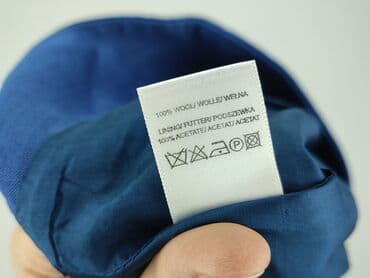 100% WOOL/ WOLLE/ WEŁNA
LINING/ FUTTER/ PODSZEWKA
100% ACETATE/ ACETAT/ ACETAT